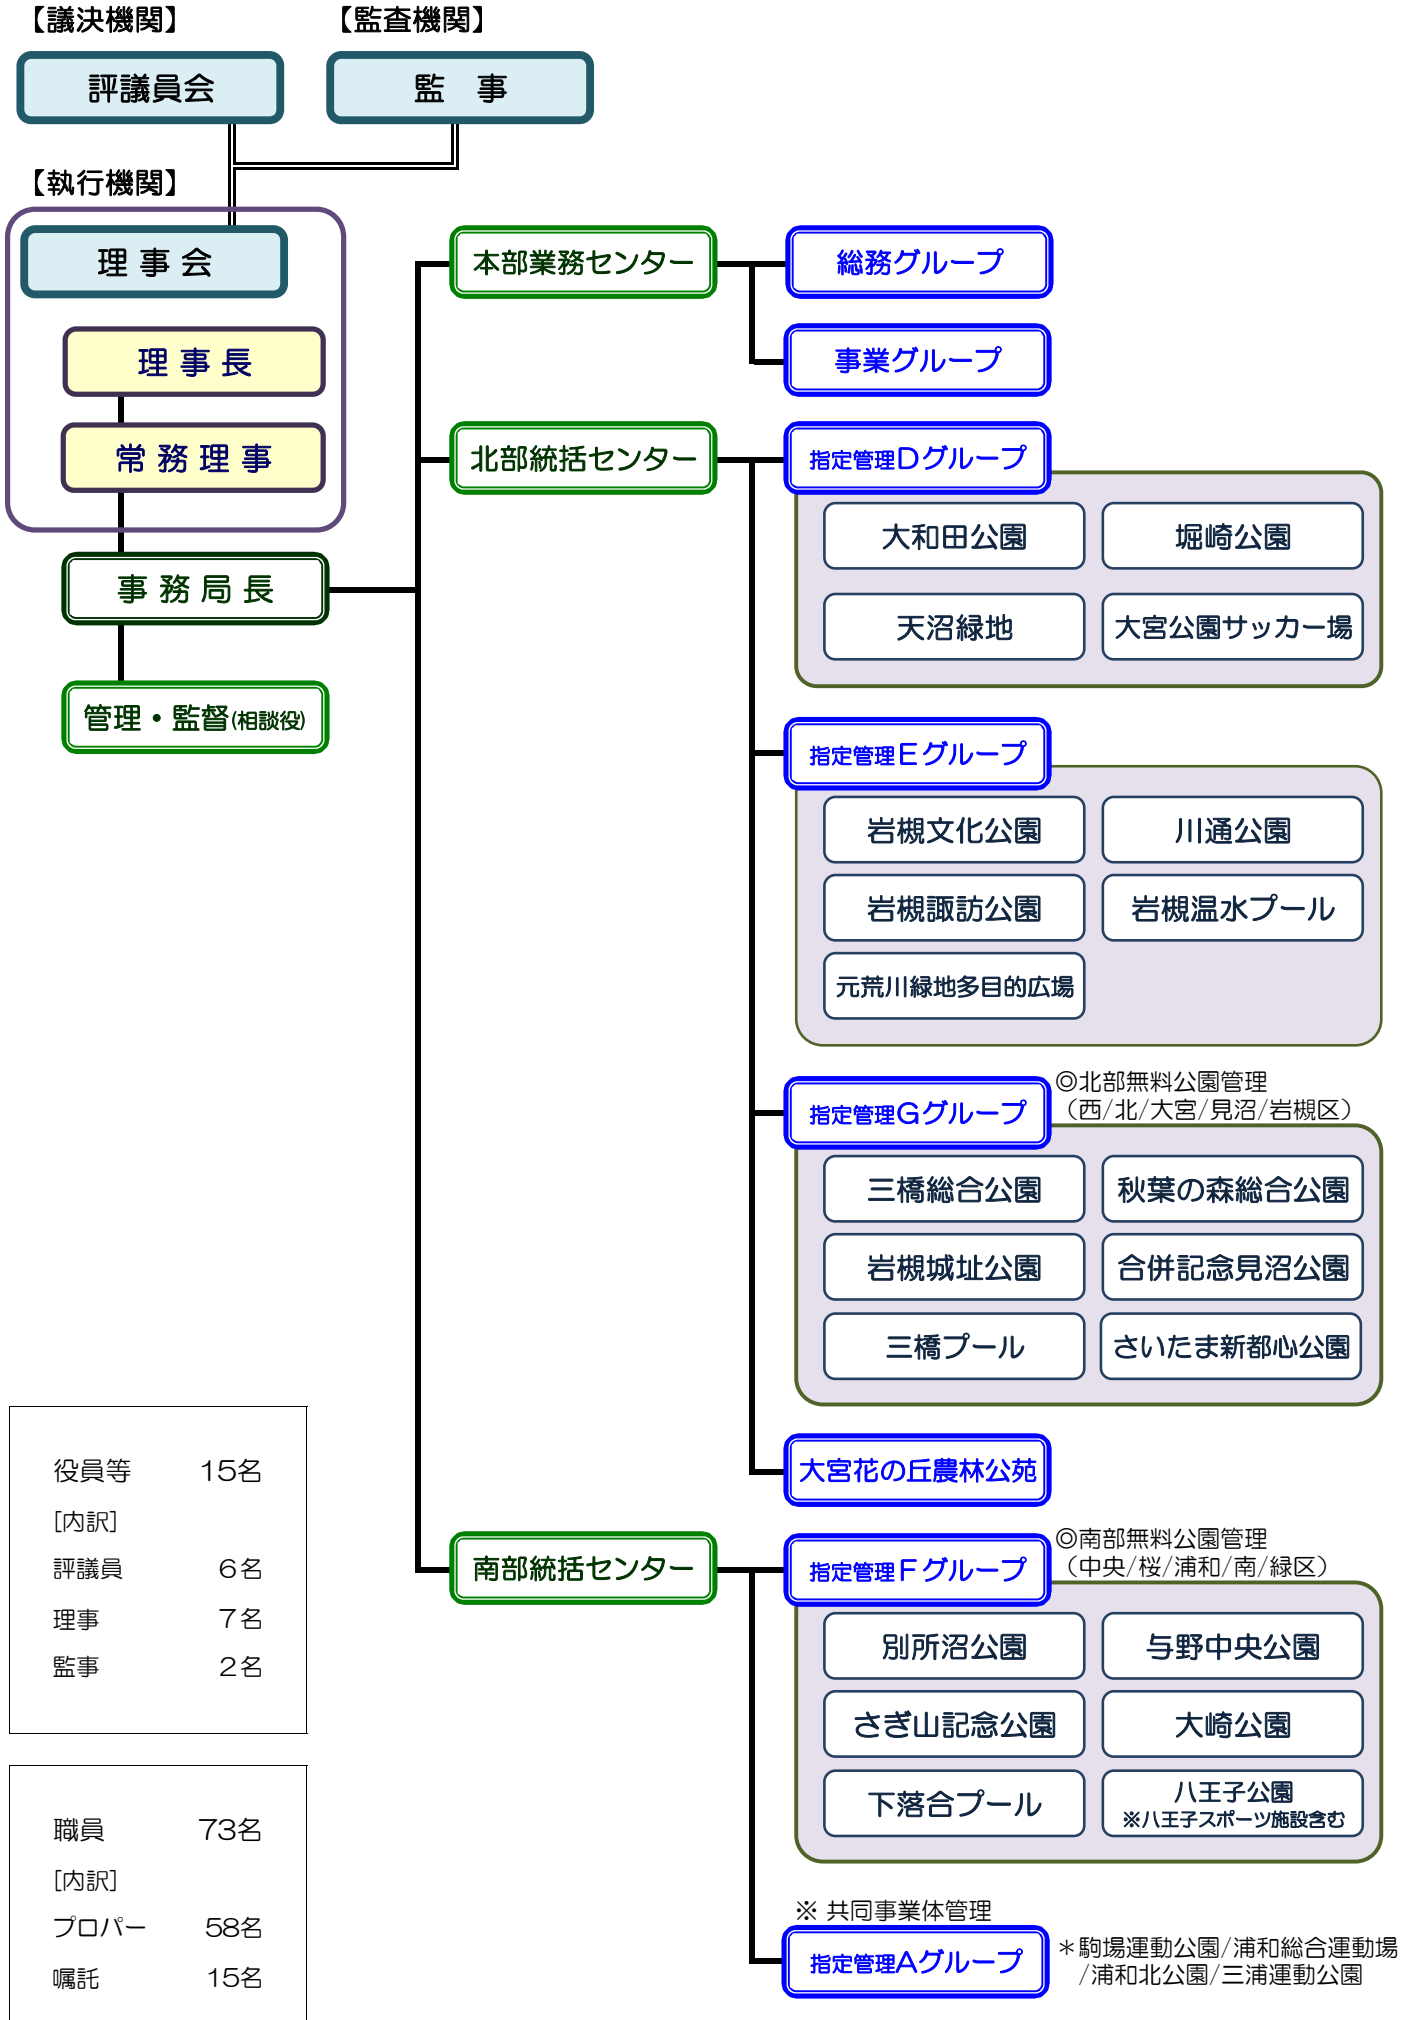 【議決機関】
【監査機関】
評議員会
監　事
【執行機関】
理 事 会
理 事 長
常 務 理 事
事 務 局 長
管理・監督(相談役)
本部業務センター
総務グループ
事業グループ
北部統括センター
指定管理Dグループ
大和田公園
堀崎公園
天沼緑地
大宮公園サッカー場
指定管理Eグループ
岩槻文化公園
川通公園
岩槻諏訪公園
岩槻温水プール
元荒川緑地多目的広場
指定管理Gグループ
◎北部無料公園管理
（西/北/大宮/見沼/岩槻区）
三橋総合公園
秋葉の森総合公園
岩槻城址公園
合併記念見沼公園
三橋プール
さいたま新都心公園
大宮花の丘農林公苑
南部統括センター
指定管理Fグループ
◎南部無料公園管理
（中央/桜/浦和/南/緑区）
別所沼公園
与野中央公園
さぎ山記念公園
大崎公園
下落合プール
八王子公園
※八王子スポーツ施設含む
※ 共同事業体管理
指定管理Aグループ
＊駒場運動公園/浦和総合運動場
/浦和北公園/三浦運動公園
役員等　15名
[内訳]
評議員　6名
理事　7名
監事　2名
職員　73名
[内訳]
プロパー　58名
嘱託　15名